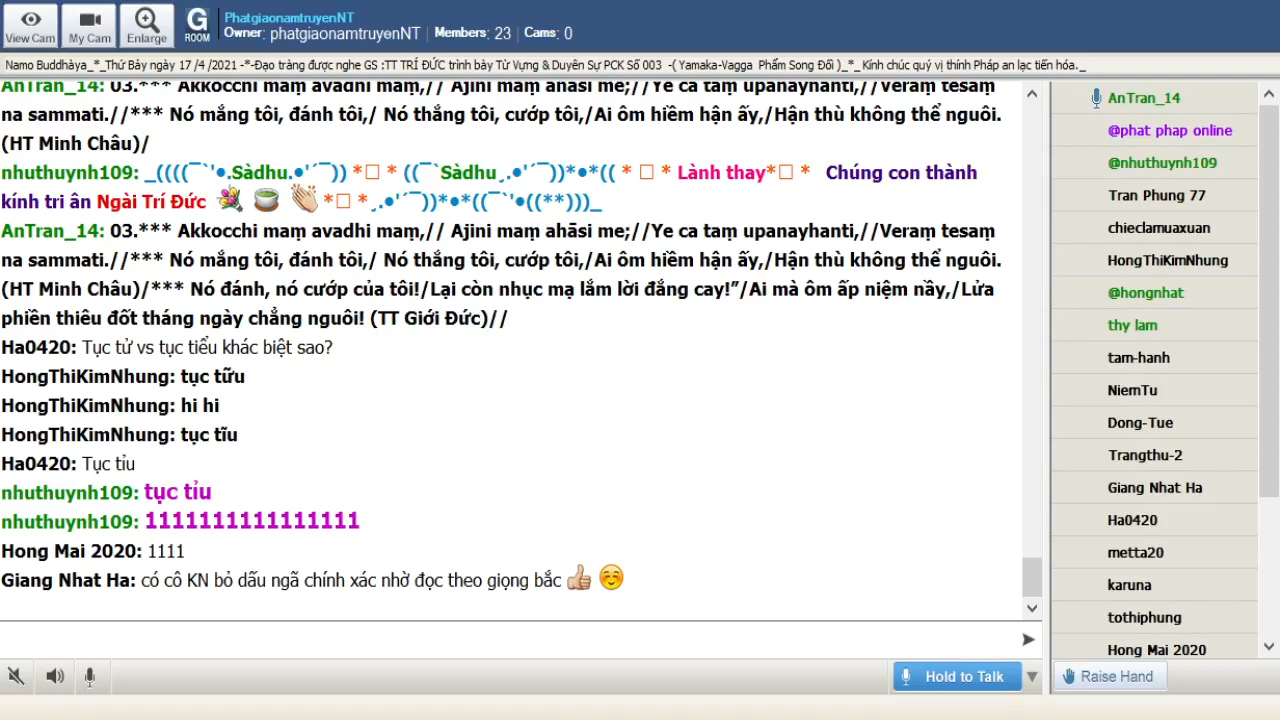 View Cam
My Cam
Enlarge
G
ROOM
PhatgiaonamtruyenNT
Owner: phatgiaonamtruyenNT | Members: 23 | Cams: 0
Namo Buddhàya_*_Thứ Bảy ngày 17 /4 /2021 -*-Đạo tràng được nghe GS :TT TRÍ ĐỨC trình bày Từ Vựng & Duyên Sự PCK Số 003 -( Yamaka-Vagga Phẩm Song Đối )_*_ Kính chúc quý vị thính Pháp an lạc tiến hóa._
AnTran_14: 03.*** Akkocchi maṃ avadhi maṃ,// Ajini maṃ ahāsi me;//Ye ca taṃ upanayhanti,//Veraṃ tesaṃ
na sammati.//*** Nó mắng tôi, đánh tôi,/ Nó thắng tôi, cướp tôi,/Ai ôm hiềm hận ấy,/Hận thù không thể nguôi.
(HT Minh Châu)/
nhuthuynh109: _((((¯`'•.Sàdhu.•'´¯)) *□ * ((¯`Sàdhu¸.•'´¯))*•*(( * □ * Lành thay*□ * Chúng con thành
kính tri ân Ngài Trí Đức *□ *¸.•'´¯))*•*((¯`'•((**)))_
AnTran_14: 03.*** Akkocchi maṃ avadhi maṃ,// Ajini maṃ ahāsi me;//Ye ca taṃ upanayhanti,//Veraṃ tesaṃ
na sammati.//*** Nó mắng tôi, đánh tôi,/ Nó thắng tôi, cướp tôi,/Ai ôm hiềm hận ấy,/Hận thù không thể nguôi.
(HT Minh Châu)/*** Nó đánh, nó cướp của tôi!/Lại còn nhục mạ lắm lời đắng cay!”/Ai mà ôm ấp niệm nầy,/Lửa
phiền thiêu đốt tháng ngày chẳng nguôi! (TT Giới Đức)//
Ha0420: Tục tử vs tục tiểu khác biệt sao?
HongThiKimNhung: tục tữu
HongThiKimNhung: hi hi
HongThiKimNhung: tục tĩu
Ha0420: Tục tỉu
nhuthuynh109: tục tỉu
nhuthuynh109: 1111111111111111
Hong Mai 2020: 1111
Giang Nhat Ha: có cô KN bỏ dấu ngã chính xác nhờ đọc theo giọng bắc 👍 ☺
AnTran_14
@phat phap online
@nhuthuynh109
Tran Phung 77
chieclamuaxuan
HongThiKimNhung
@hongnhat
thy lam
tam-hanh
NiemTu
Dong-Tue
Trangthu-2
Giang Nhat Ha
Ha0420
metta20
karuna
tothiphung
Hong Mai 2020
Hold to Talk
Raise Hand